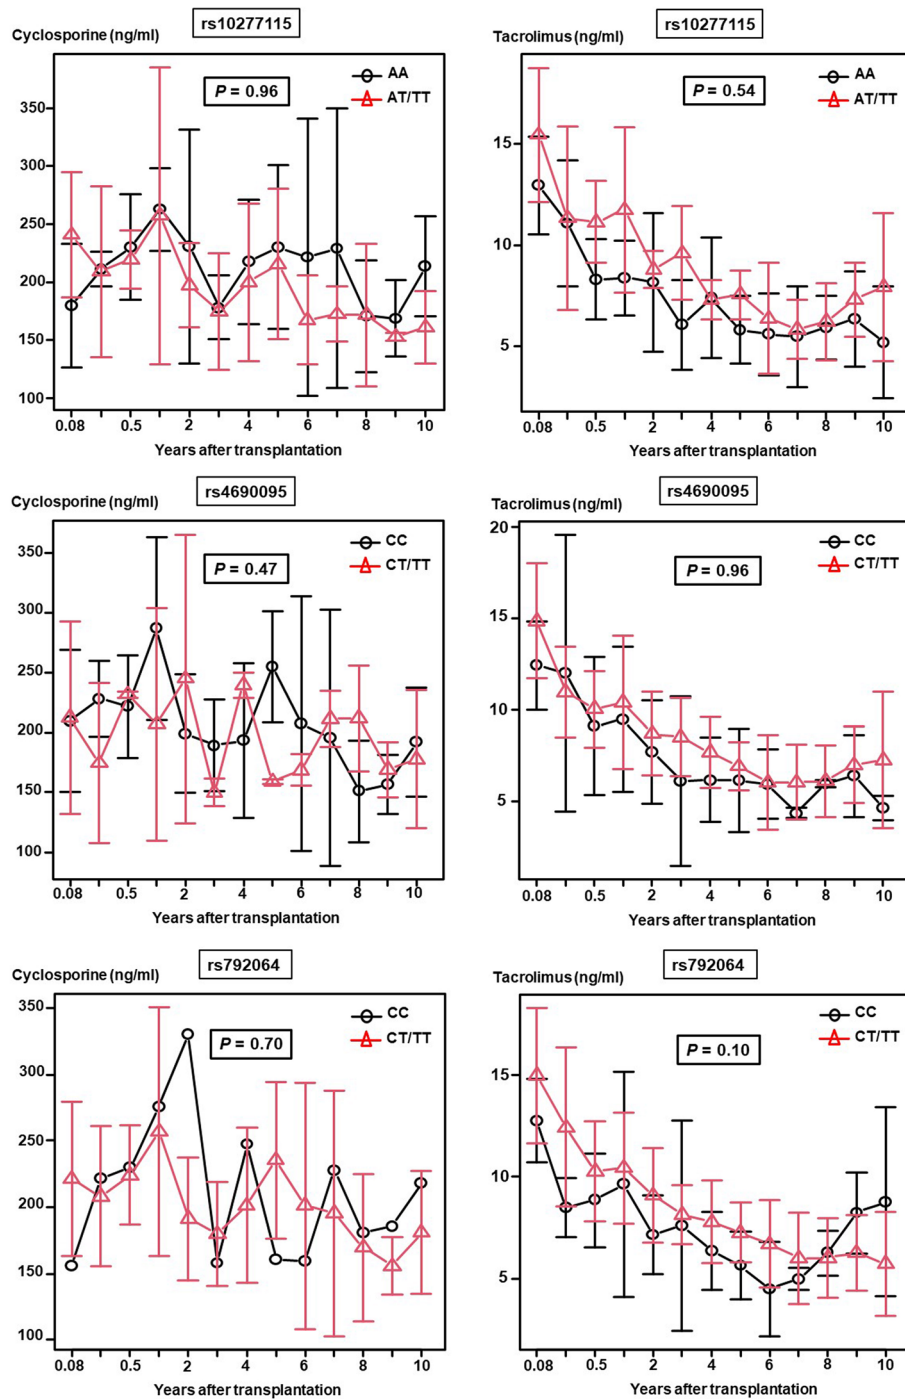 rs10277115
Cyclosporine (ng/ml)
350
300
250
200
150
100
P = 0.96
AA
AT/TT
0.08
0.5
2
4
6
8
10
Years after transplantation
rs10277115
Tacrolimus (ng/ml)
15
10
5
P = 0.54
AA
AT/TT
0.08
0.5
2
4
6
8
10
Years after transplantation
rs4690095
Cyclosporine (ng/ml)
350
300
250
200
150
100
P = 0.47
CC
CT/TT
0.08
0.5
2
4
6
8
10
Years after transplantation
rs4690095
Tacrolimus (ng/ml)
20
15
10
5
P = 0.96
CC
CT/TT
0.08
0.5
2
4
6
8
10
Years after transplantation
rs792064
Cyclosporine (ng/ml)
350
300
250
200
150
100
P = 0.70
CC
CT/TT
0.08
0.5
2
4
6
8
10
Years after transplantation
rs792064
Tacrolimus (ng/ml)
15
10
5
P = 0.10
CC
CT/TT
0.08
0.5
2
4
6
8
10
Years after transplantation